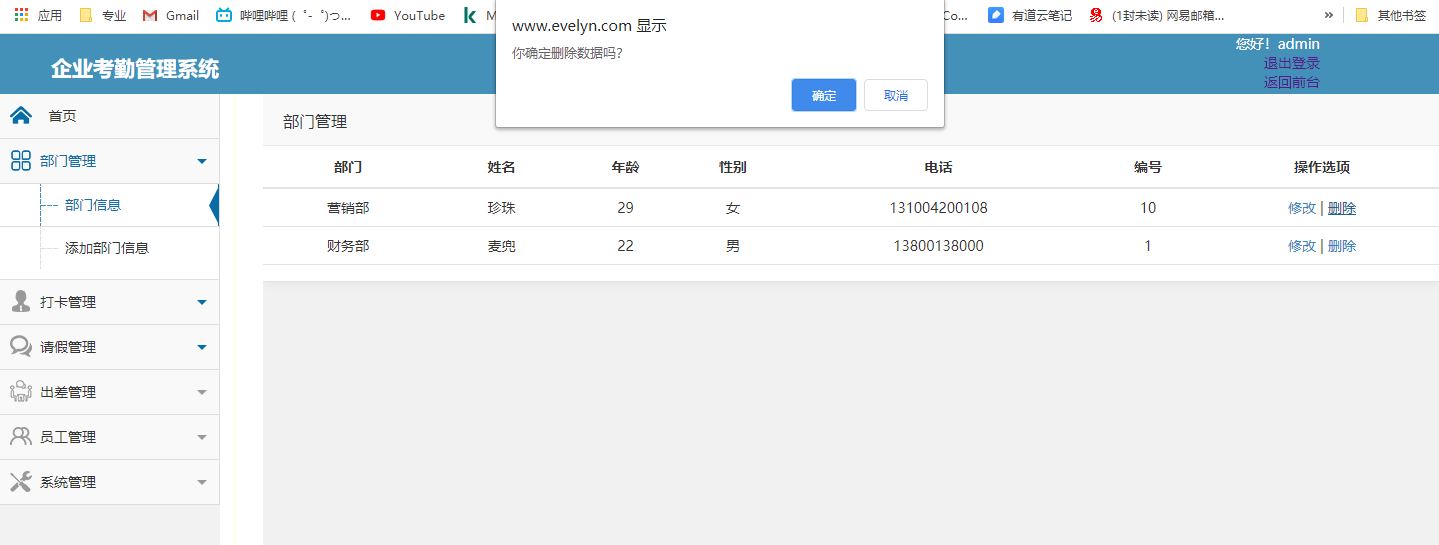 应用 专业 Gmail 哔哩哔哩 ( ゜- ゜)つ... YouTube M Co... 有道云笔记 (1封未读) 网易邮箱... » 其他书签
www.evelyn.com 显示
你确定删除数据吗？
确定 取消
企业考勤管理系统
您好！admin
退出登录
返回前台
首页
部门管理
部门信息
添加部门信息
打卡管理
请假管理
出差管理
员工管理
系统管理
部门管理
部门 姓名 年龄 性别 电话 编号 操作选项
营销部 珍珠 29 女 131004200108 10 修改 | 删除
财务部 麦兜 22 男 13800138000 1 修改 | 删除